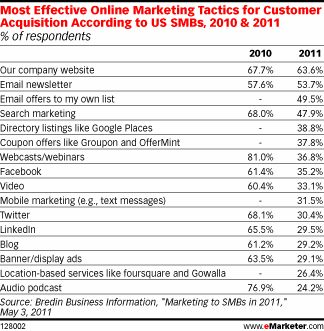 Most Effective Online Marketing Tactics for Customer
Acquisition According to US SMBs, 2010 & 2011
% of respondents
2010 2011
Our company website 67.7% 63.6%
Email newsletter 57.6% 53.7%
Email offers to my own list - 49.5%
Search marketing 68.0% 47.9%
Directory listings like Google Places - 38.8%
Coupon offers like Groupon and OfferMint - 37.8%
Webcasts/webinars 81.0% 36.8%
Facebook 61.4% 35.2%
Video 60.4% 33.1%
Mobile marketing (e.g., text messages) - 31.5%
Twitter 68.1% 30.4%
LinkedIn 65.5% 29.5%
Blog 61.2% 29.2%
Banner/display ads 63.5% 29.1%
Location-based services like foursquare and Gowalla - 26.4%
Audio podcast 76.9% 24.2%
Source: Bredin Business Information, "Marketing to SMBs in 2011,"
May 3, 2011
128002 www.eMarketer.com